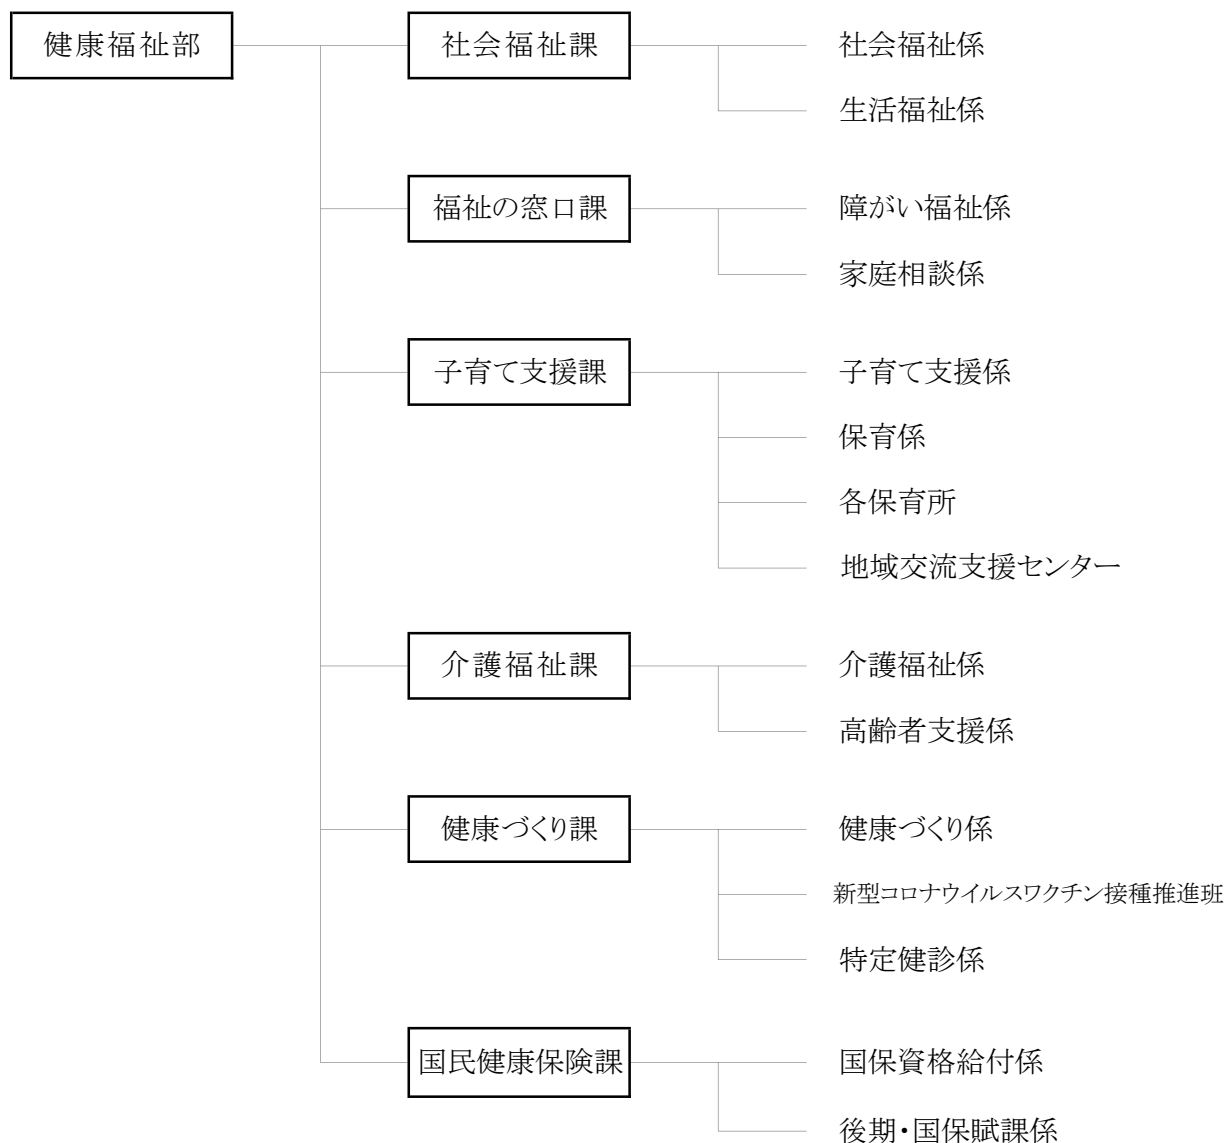 健康福祉部 社会福祉課 社会福祉係
生活福祉係
福祉の窓口課 障がい福祉係
家庭相談係
子育て支援課 子育て支援係
保育係
各保育所
地域交流支援センター
介護福祉課 介護福祉係
高齢者支援係
健康づくり課 健康づくり係
新型コロナウイルスワクチン接種推進班
特定健診係
国民健康保険課 国保資格給付係
後期・国保賦課係